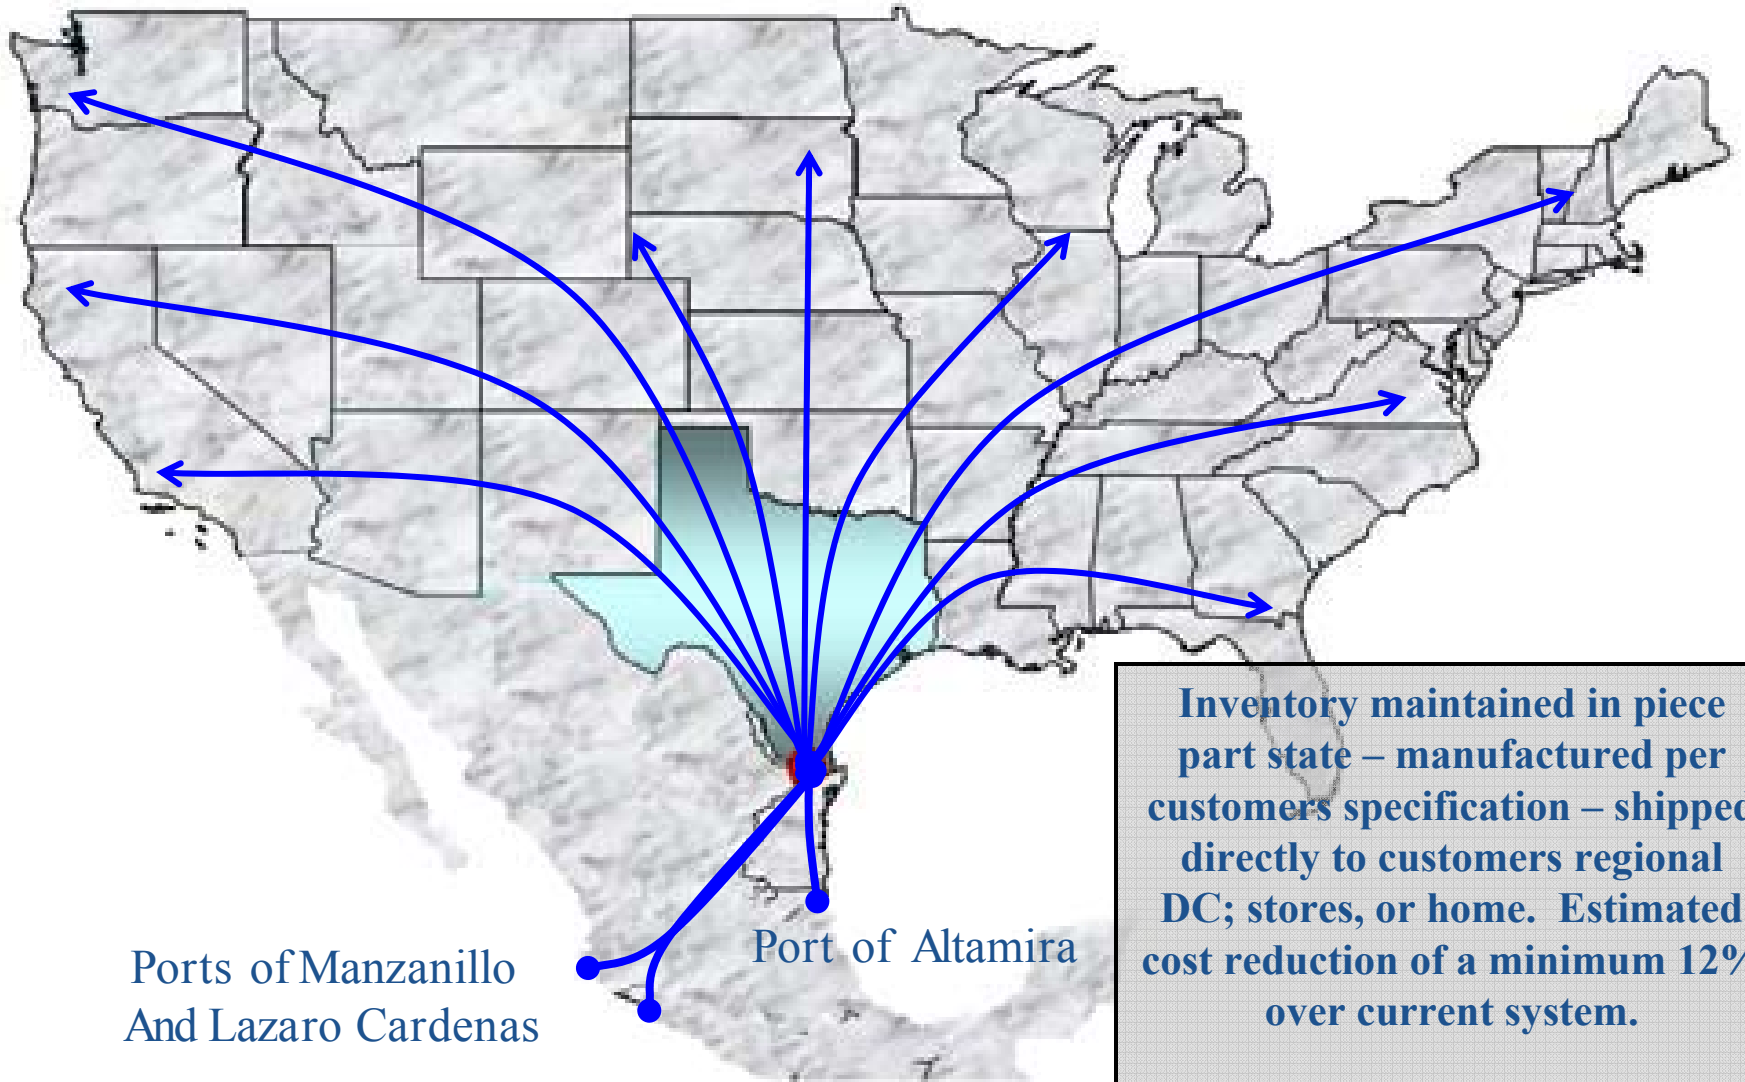 Inventory maintained in piece
part state – manufactured per
customers specification – shipped
directly to customers regional
DC; stores, or home. Estimated
cost reduction of a minimum 12%
over current system.
Port of Altamira
Ports of Manzanillo
And Lazaro Cardenas